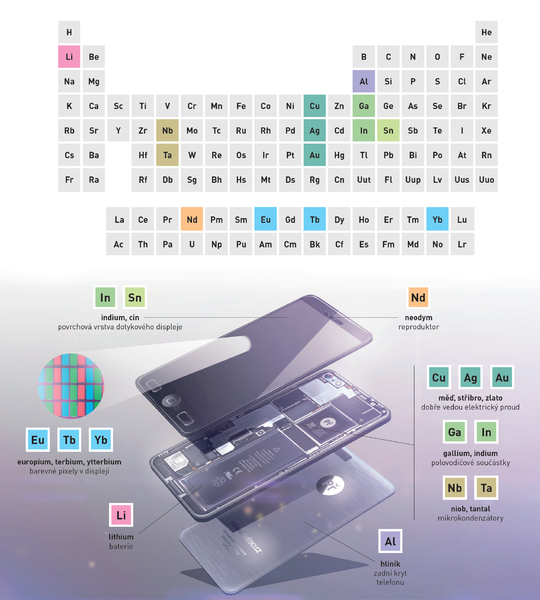 H He
Li Be B C N O F Ne
Na Mg Al Si P S Cl Ar
K Ca Sc Ti V Cr Mn Fe Co Ni Cu Zn Ga Ge As Se Br Kr
Rb Sr Y Zr Nb Mo Tc Ru Rh Pd Ag Cd In Sn Sb Te I Xe
Cs Ba Hf Ta W Re Os Ir Pt Au Hg Tl Pb Bi Po At Rn
Fr Ra Rf Db Sg Bh Hs Mt Ds Rg Cn Uut Fl Uup Lv Uus Uuo
La Ce Pr Nd Pm Sm Eu Gd Tb Dy Ho Er Tm Yb Lu
Ac Th Pa U Np Pu Am Cm Bk Cf Es Fm Md No Lr
In Sn
indium, cín
povrchová vrstva dotykového displeje
Nd
neodym
reproduktor
Cu Ag Au
měď, stříbro, zlato
dobře vedou elektrický proud
Eu Tb Yb
europium, terbium, ytterbium
barevné pixely v displeji
Ga In
gallium, indium
polovodičové součástky
Nb Ta
niob, tantal
mikrokondenzátory
Li
lithium
baterie
Al
hliník
zadní kryt
telefonu